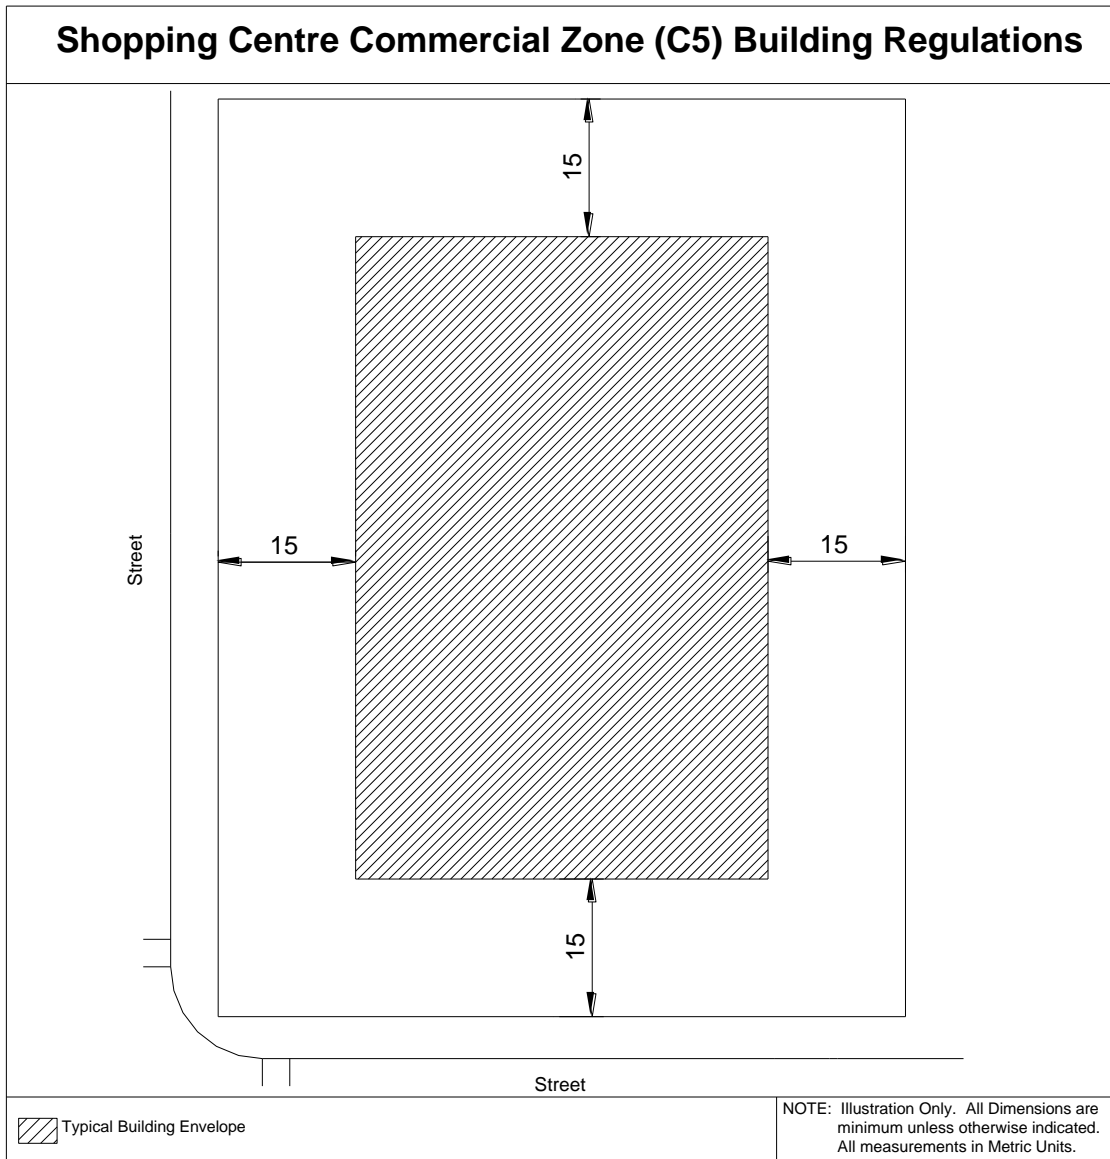 Shopping Centre Commercial Zone (C5) Building Regulations
15
Street
15
15
15
Street
Typical Building Envelope
NOTE: Illustration Only. All Dimensions are
minimum unless otherwise indicated.
All measurements in Metric Units.